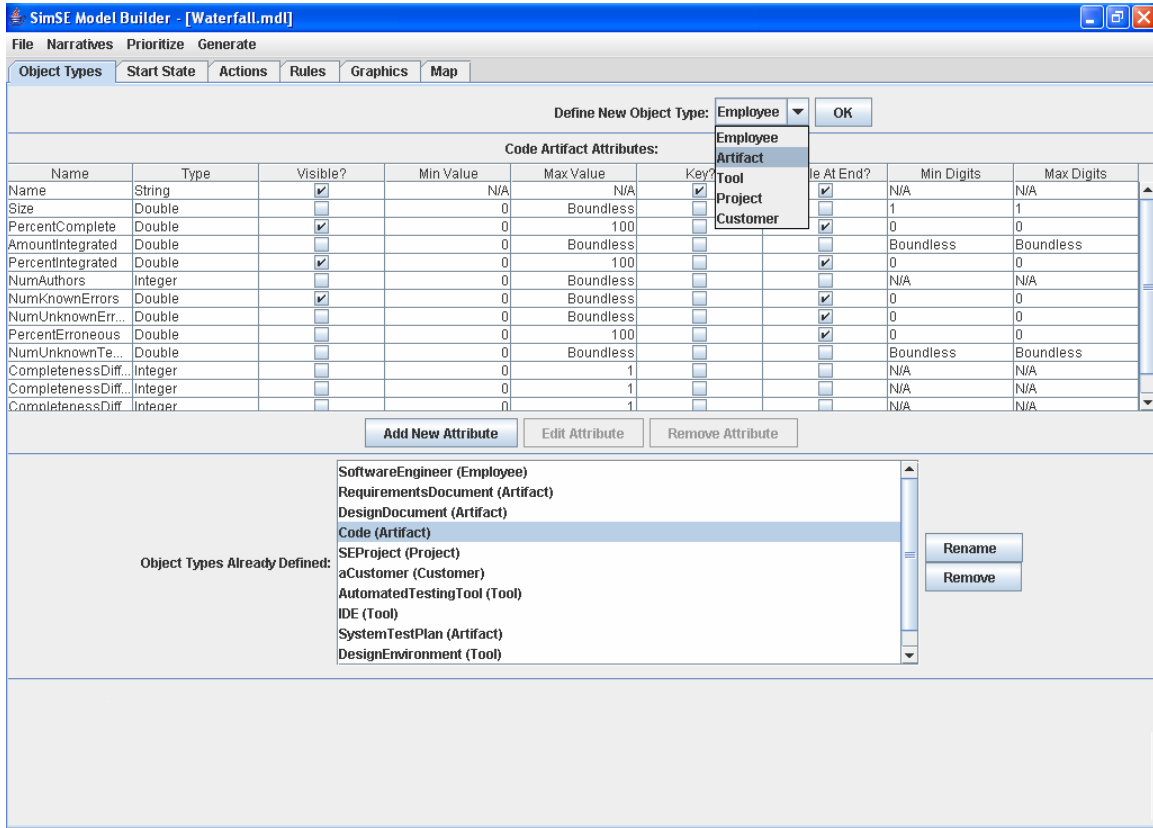 SimSE Model Builder - [Waterfall.mdl]
File Narratives Prioritize Generate
Object Types Start State Actions Rules Graphics Map
Define New Object Type: Employee OK
Employee
Artifact
Tool
Project
Customer
Code Artifact Attributes:
Name Type Visible? Min Value Max Value Key? le At End? Min Digits Max Digits
Name String N/A N/A N/A N/A
Size Double 0 Boundless 1 1
PercentComplete Double 0 100 0 0
AmountIntegrated Double 0 Boundless Boundless Boundless
PercentIntegrated Double 0 100 0 0
NumAuthors Integer 0 Boundless N/A N/A
NumKnownErrors Double 0 Boundless 0 0
NumUnknownErr... Double 0 Boundless 0 0
PercentErroneous Double 0 100 0 0
NumUnknownTe... Double 0 Boundless Boundless Boundless
CompletenessDiff... Integer 0 1 N/A N/A
CompletenessDiff... Integer 0 1 N/A N/A
CompletenessDiff Integer 0 1 N/A N/A
Add New Attribute Edit Attribute Remove Attribute
Object Types Already Defined:
SoftwareEngineer (Employee)
RequirementsDocument (Artifact)
DesignDocument (Artifact)
Code (Artifact)
SEProject (Project)
aCustomer (Customer)
AutomatedTestingTool (Tool)
IDE (Tool)
SystemTestPlan (Artifact)
DesignEnvironment (Tool)
Rename
Remove